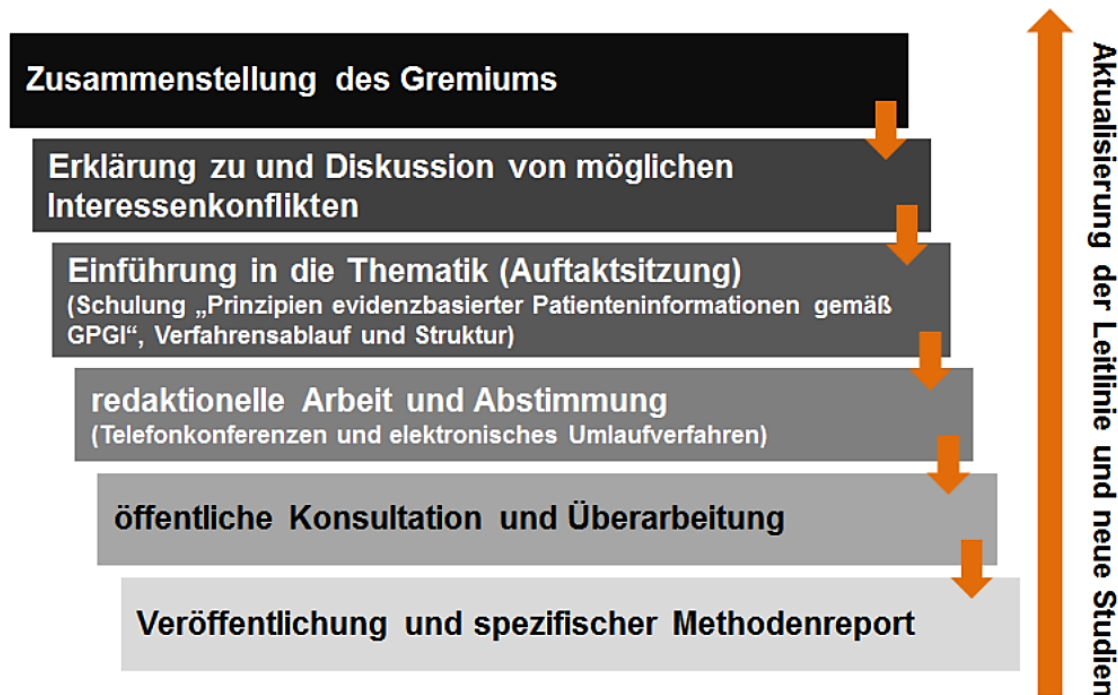 Zusammenstellung des Gremiums
Erklärung zu und Diskussion von möglichen
Interessenkonflikten
Einführung in die Thematik (Auftaktsitzung)
(Schulung „Prinzipien evidenzbasierter Patienteninformationen gemäß
GPGI“, Verfahrensablauf und Struktur)
redaktionelle Arbeit und Abstimmung
(Telefonkonferenzen und elektronisches Umlaufverfahren)
öffentliche Konsultation und Überarbeitung
Veröffentlichung und spezifischer Methodenreport
Aktualisierung der Leitlinie und neue Studien